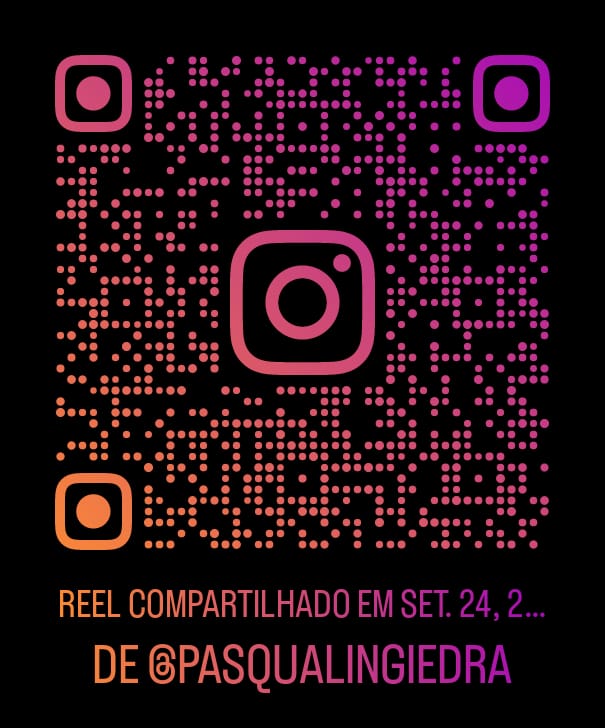 REEL COMPARTILHADO EM SET. 24, 2...
DE @PASQUALINGIEDRA